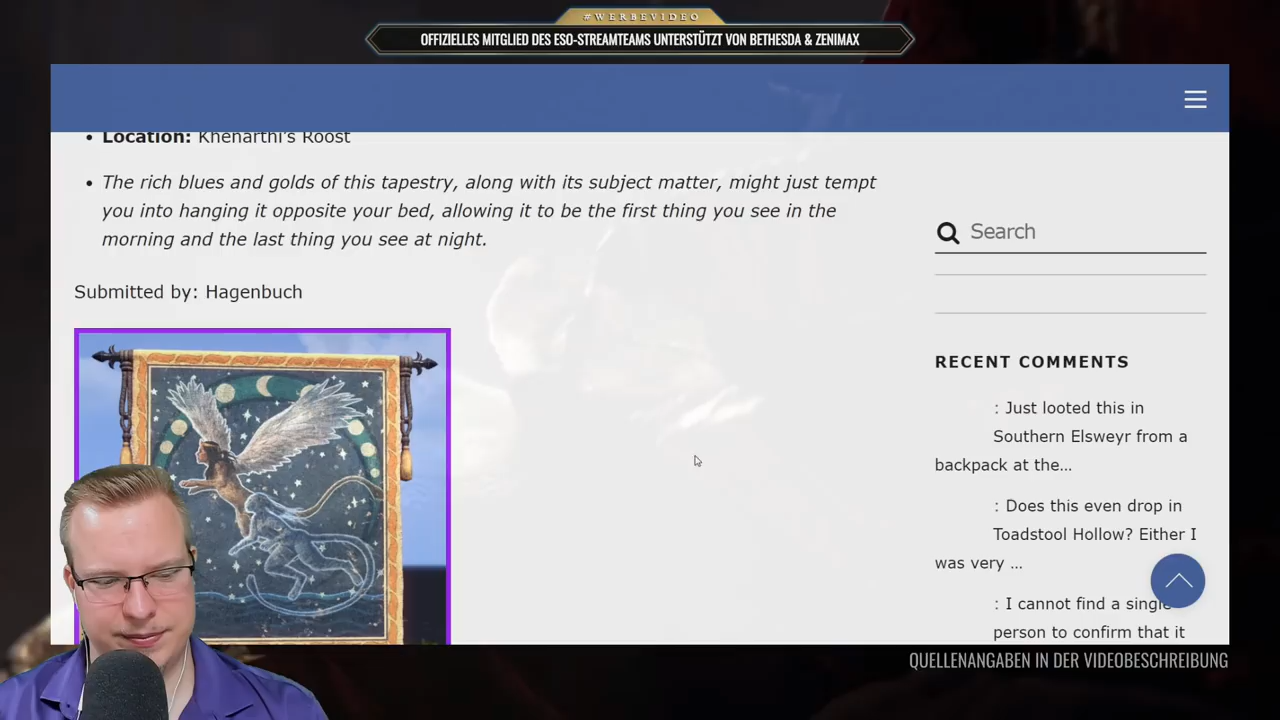 #WERBEVIDEO
OFFIZIELLES MITGLIED DES ESO-STREAMTEAMS UNTERSTÜTZT VON BETHESDA & ZENIMAX
• Location: Khenarthi's Roost
• The rich blues and golds of this tapestry, along with its subject matter, might just tempt
you into hanging it opposite your bed, allowing it to be the first thing you see in the
morning and the last thing you see at night.
Submitted by: Hagenbuch
Search
RECENT COMMENTS
: Just looted this in
Southern Elsweyr from a
backpack at the...
: Does this even drop in
Toadstool Hollow? Either I
was very ...
: I cannot find a single
person to confirm that it
QUELLENANGABEN IN DER VIDEOBESCHREIBUNG